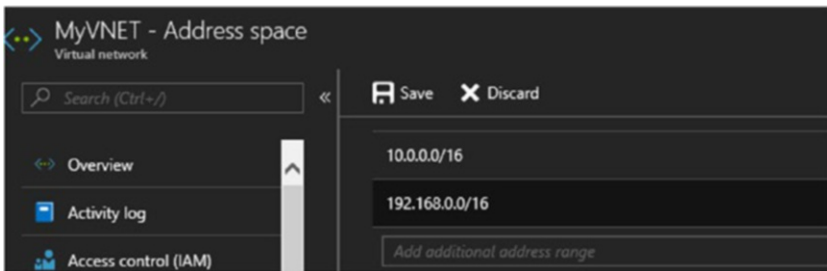 MyVNET - Address space
Virtual network
Search (Ctrl+/)
«
Save Discard
Overview
Activity log
Access control (IAM)
10.0.0.0/16
192.168.0.0/16
Add additional address range